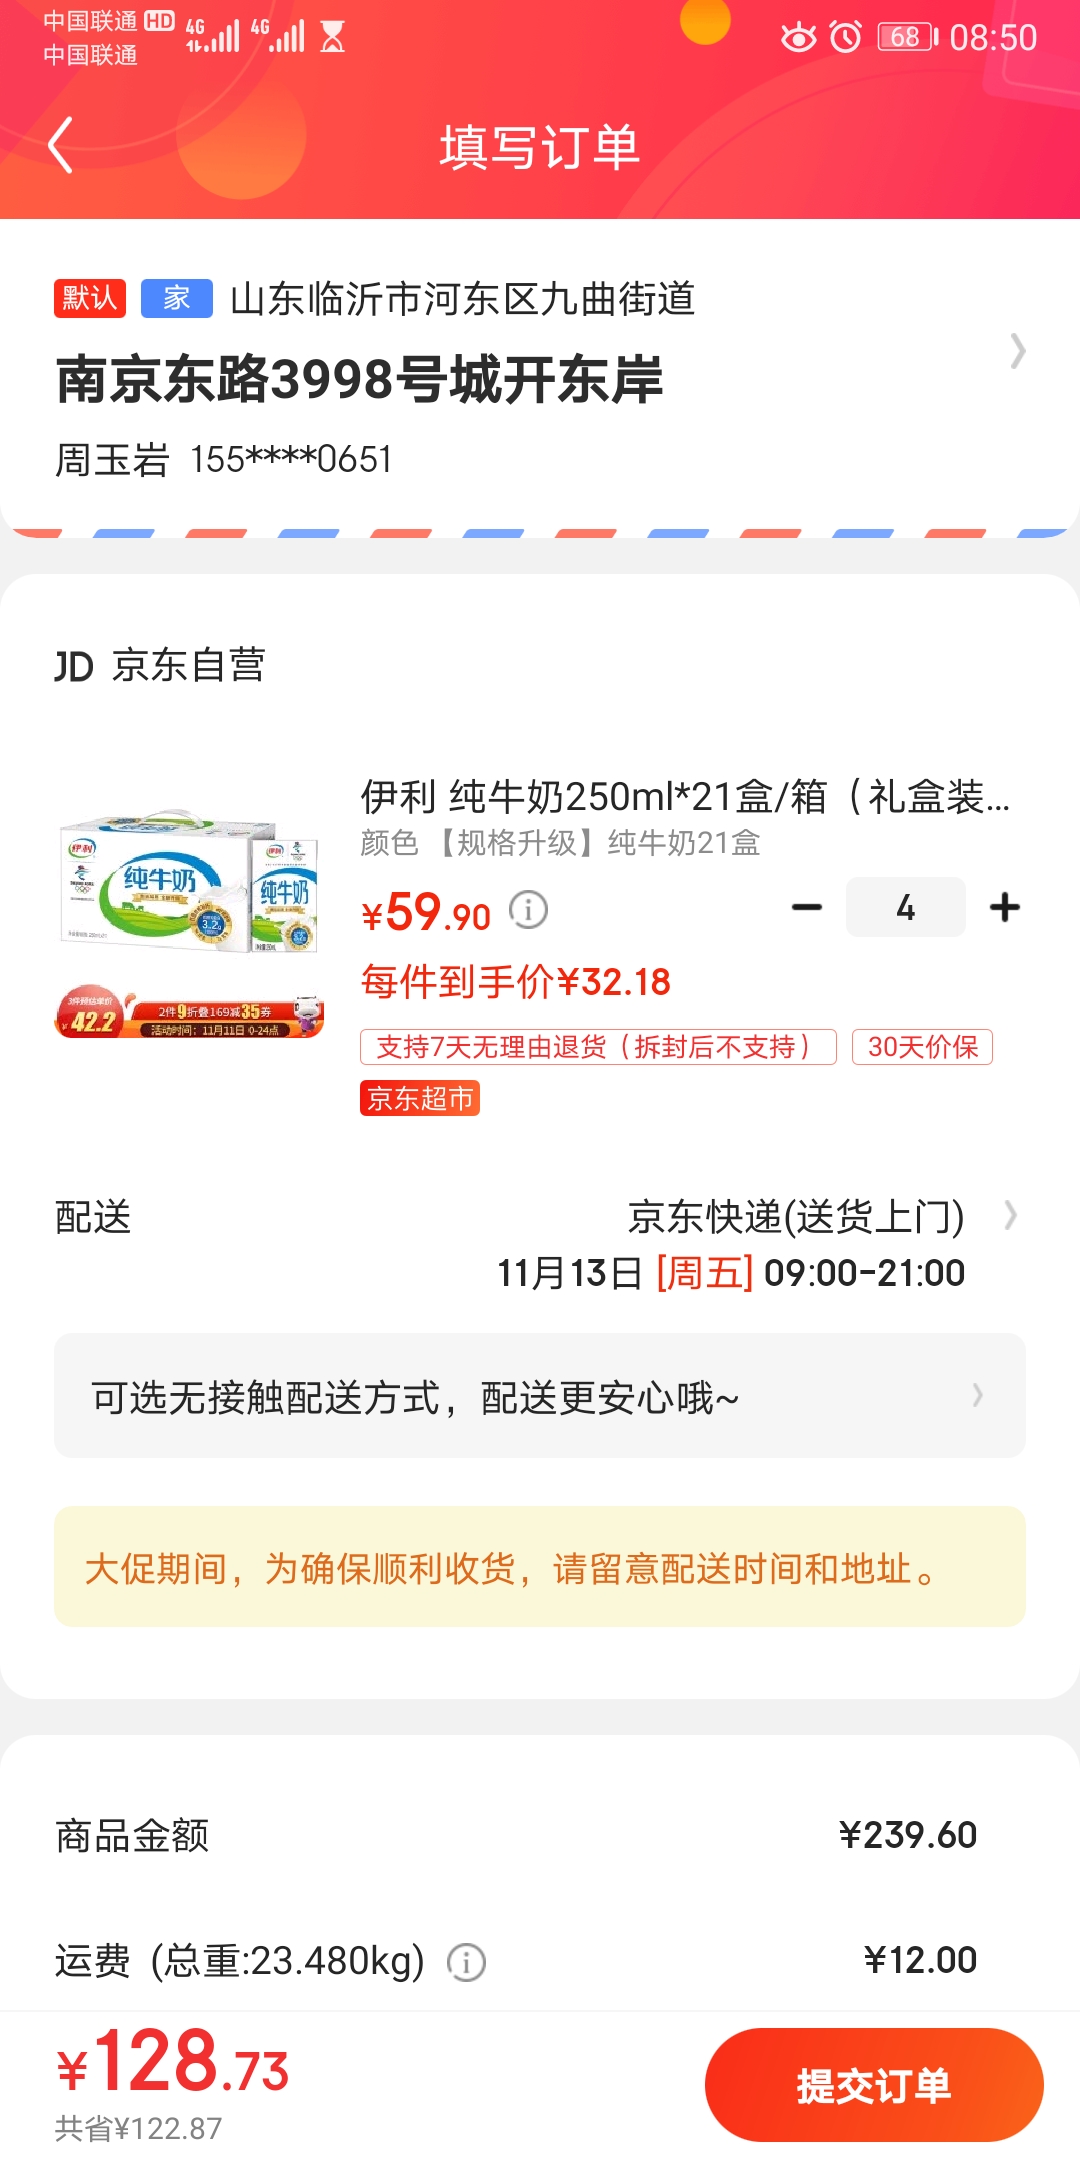 中国联通 HD 4G 4G 68 08:50
中国联通
填写订单
默认 家 山东临沂市河东区九曲街道
南京东路3998号城开东岸
周玉岩 155****0651
JD 京东自营
伊利 纯牛奶250ml*21盒/箱（礼盒装...
颜色 【规格升级】纯牛奶21盒
¥59.90
4
每件到手价¥32.18
支持7天无理由退货（拆封后不支持） 30天价保
京东超市
伊利
纯牛奶
3.2
伊利
纯牛奶
3件预估单价
¥42.2
2件9折叠169减35券
活动时间：11月11日 0-24点
配送 京东快递(送货上门)
11月13日 [周五] 09:00-21:00
可选无接触配送方式，配送更安心哦~
大促期间，为确保顺利收货，请留意配送时间和地址。
商品金额 ¥239.60
运费 (总重:23.480kg) ¥12.00
¥128.73
共省¥122.87
提交订单